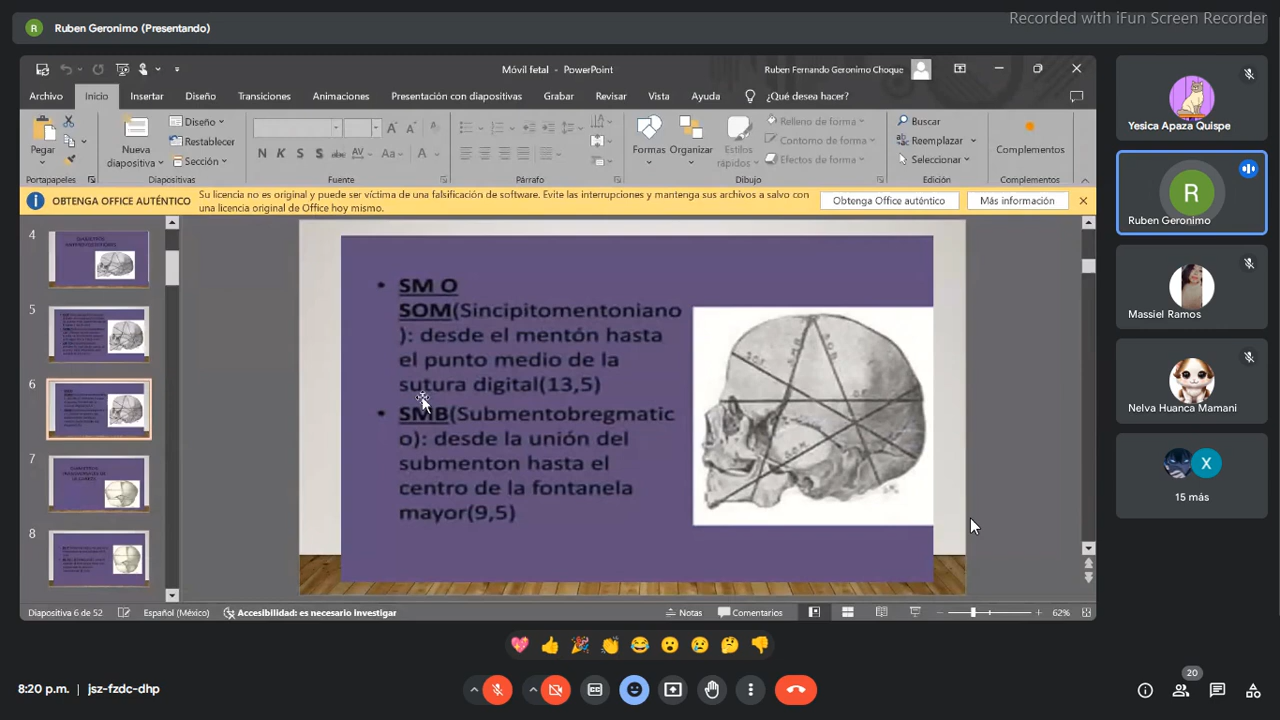 Recorded with iFun Screen Recorder
R
Ruben Geronimo (Presentando)
Móvil fetal - PowerPoint
Ruben Fernando Geronimo Choque
Archivo Inicio Insertar Diseño Transiciones Animaciones Presentación con diapositivas Grabar Revisar Vista Ayuda ¿Qué desea hacer?
Pegar
Portapapeles
Nueva
diapositiva
Diseño
Restablecer
Sección
Diapositivas
N K S S abc AV Aa A
Fuente
Párrafo
Formas
Organizar
Estilos
rápidos
Relleno de forma
Contorno de forma
Efectos de forma
Dibujo
Buscar
Reemplazar
Seleccionar
Edición
Complementos
Complementos
OBTENGA OFFICE AUTÉNTICO
Su licencia no es original y puede ser víctima de una falsificación de software. Evite las interrupciones y mantenga sus archivos a salvo con
una licencia original de Office hoy mismo.
Obtenga Office auténtico
Más información
4
5
6
7
8
• SM O
SOM(Sincipitomentoniano
): desde el mentón hasta
el punto medio de la
sutura digital(13,5)
• SMB(Submentobregmatic
o): desde la unión del
submenton hasta el
centro de la fontanela
mayor(9,5)
Diapositiva 6 de 52
Español (México)
Accesibilidad: es necesario investigar
Notas
Comentarios
62%
Yesica Apaza Quispe
R
Ruben Geronimo
Massiel Ramos
Nelva Huanca Mamani
X
15 más
8:20 p.m. | jsz-fzdc-dhp
20